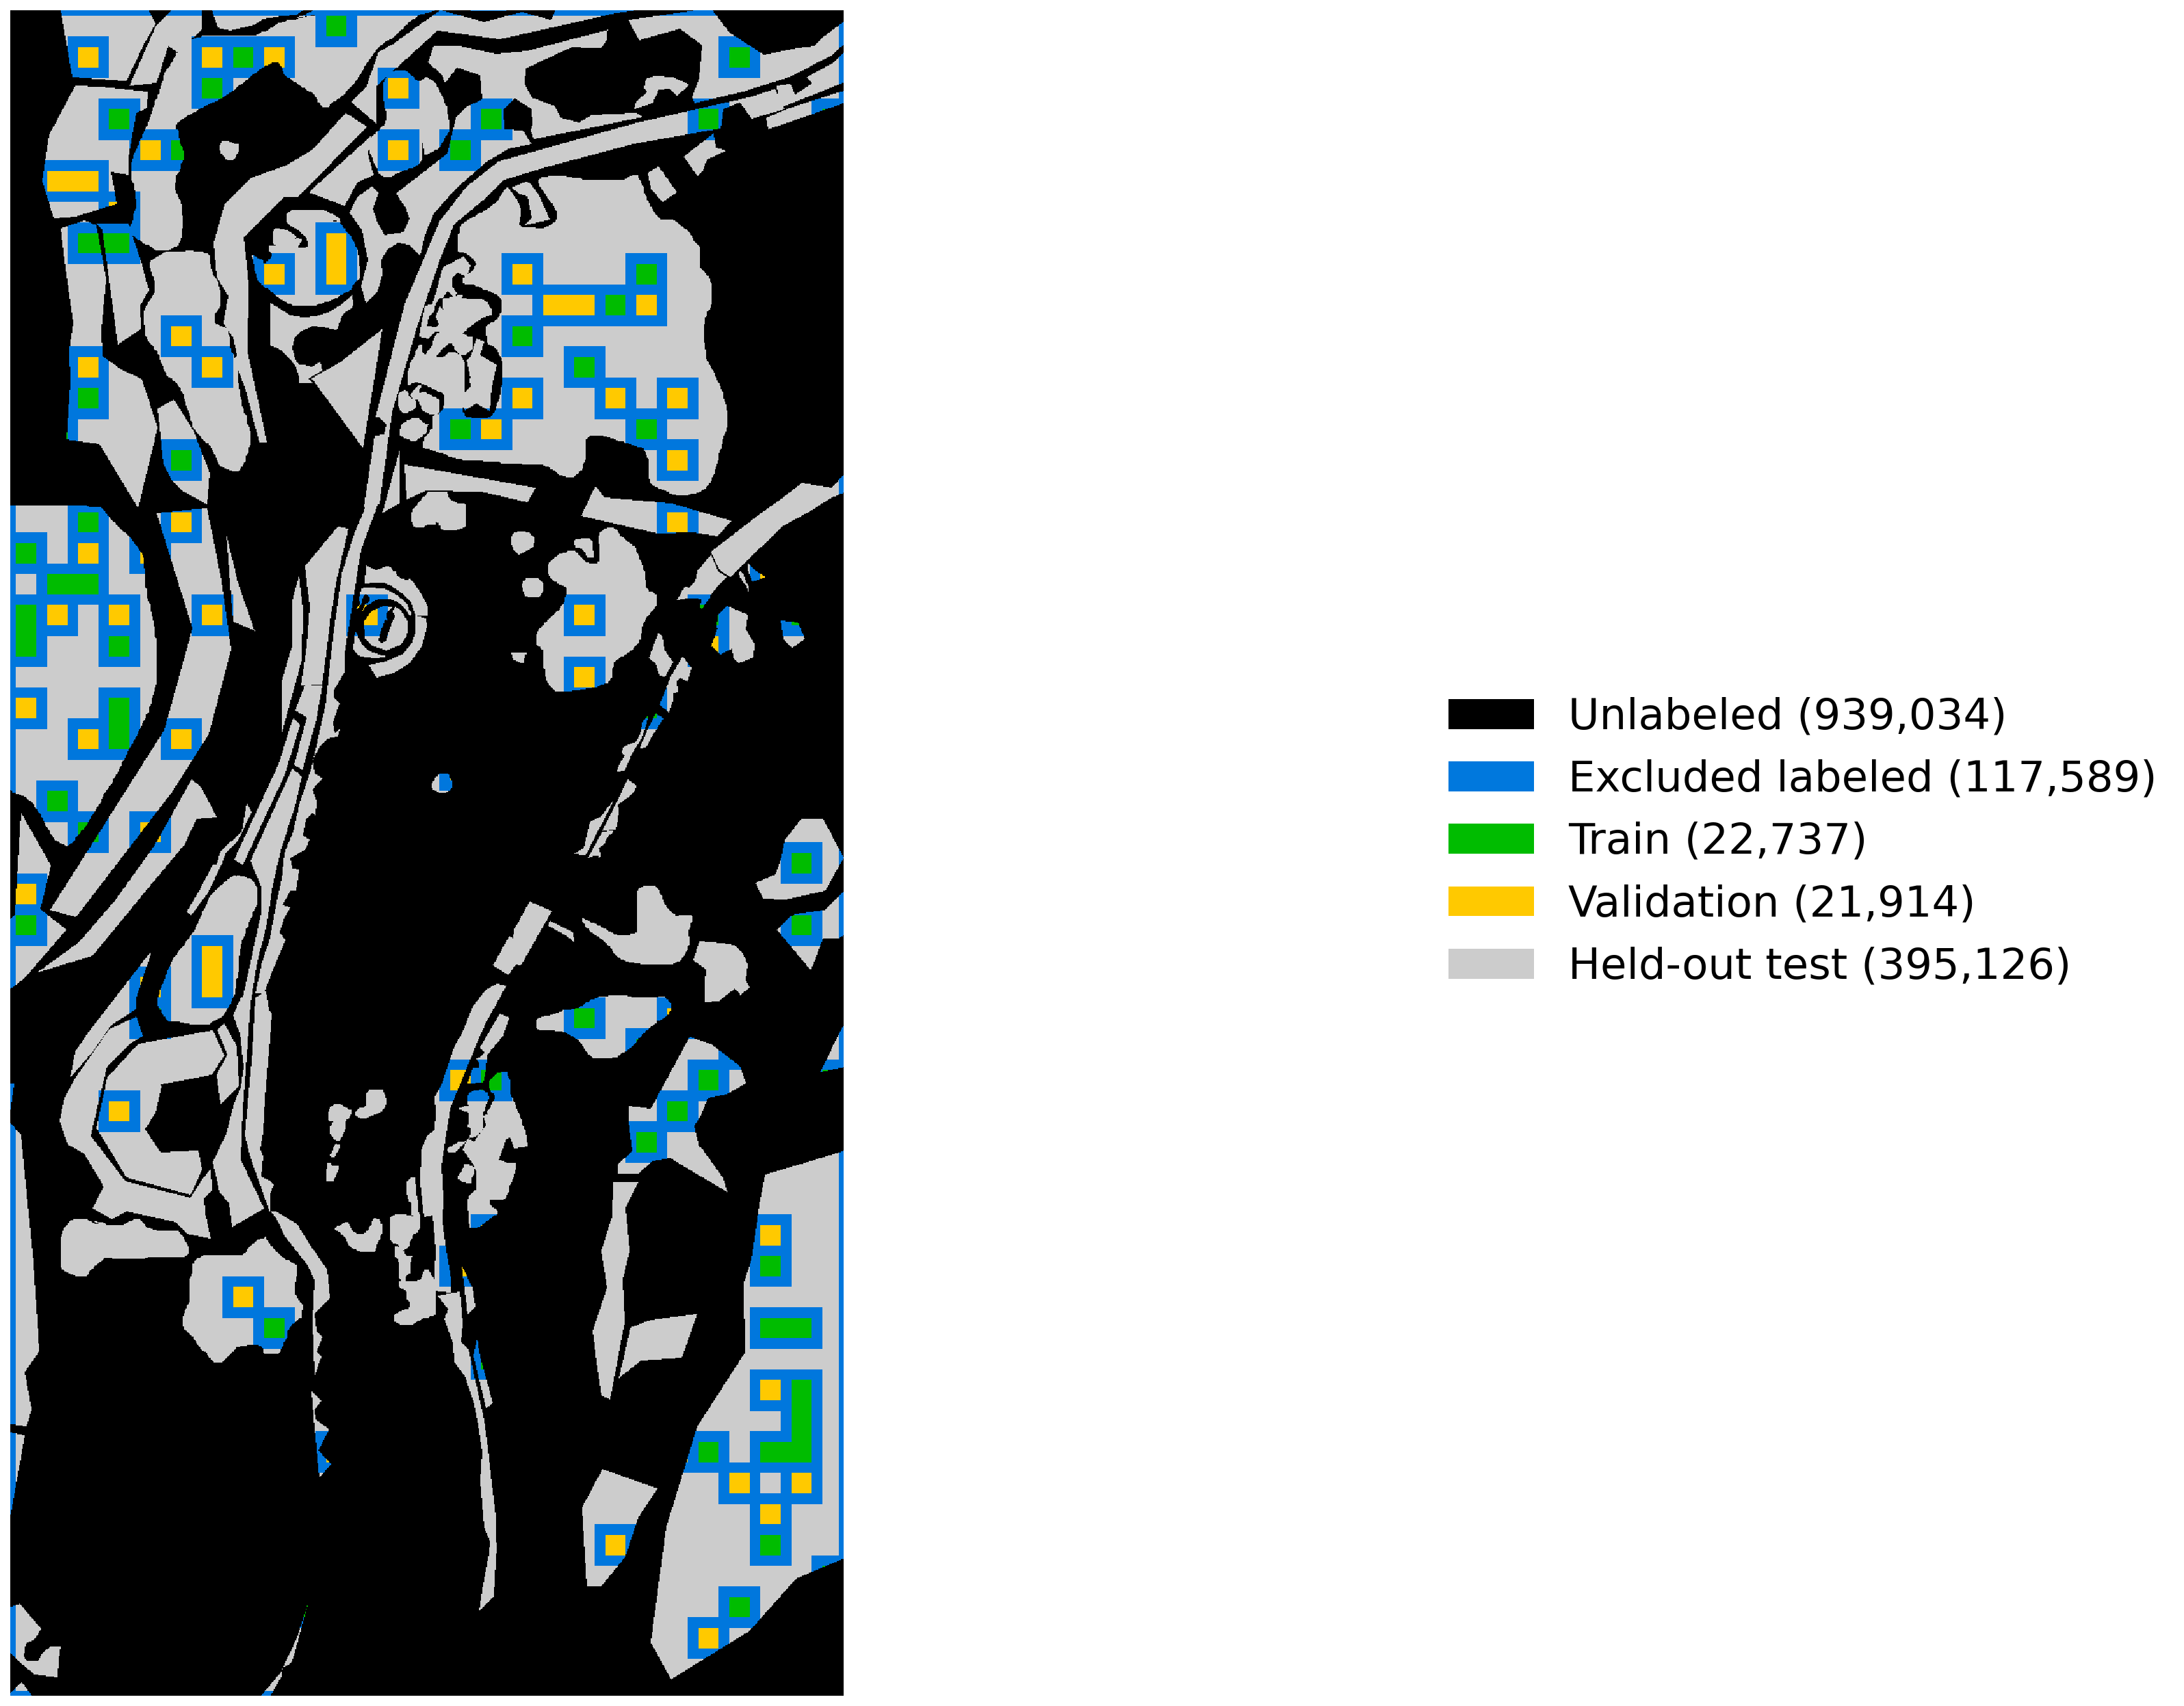 Unlabeled (939,034)
Excluded labeled (117,589)
Train (22,737)
Validation (21,914)
Held-out test (395,126)